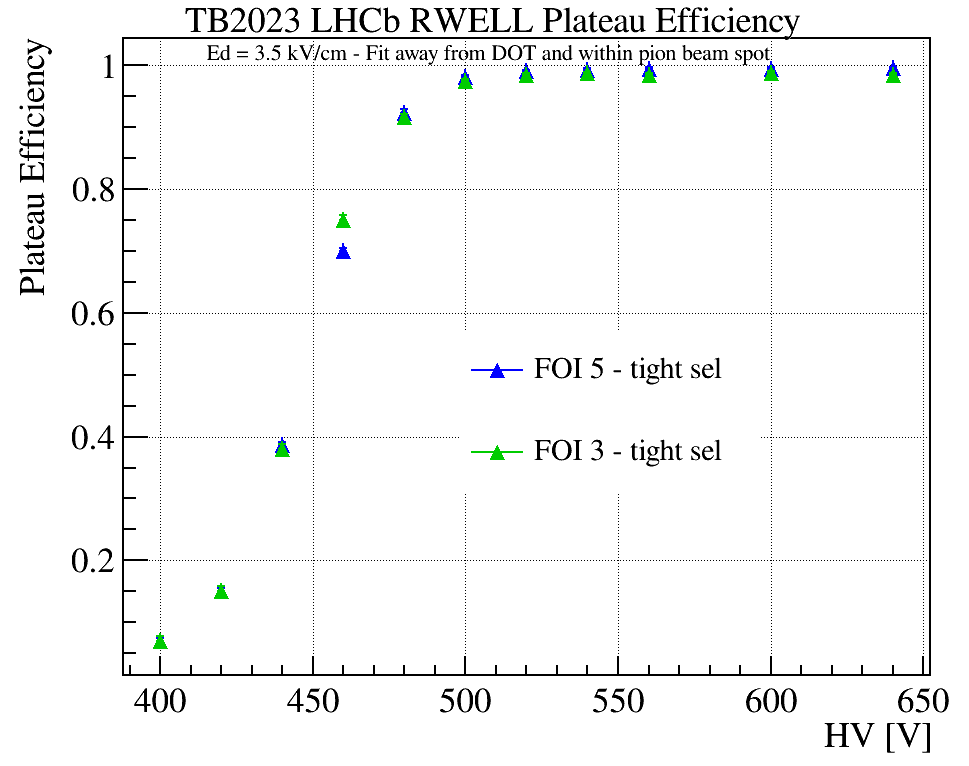 TB2023 LHCb RWELL Plateau Efficiency
Ed = 3.5 kV/cm - Fit away from DOT and within pion beam spot
Plateau Efficiency
1
0.8
0.6
0.4
0.2
FOI 5 - tight sel
FOI 3 - tight sel
400 450 500 550 600 650
HV [V]